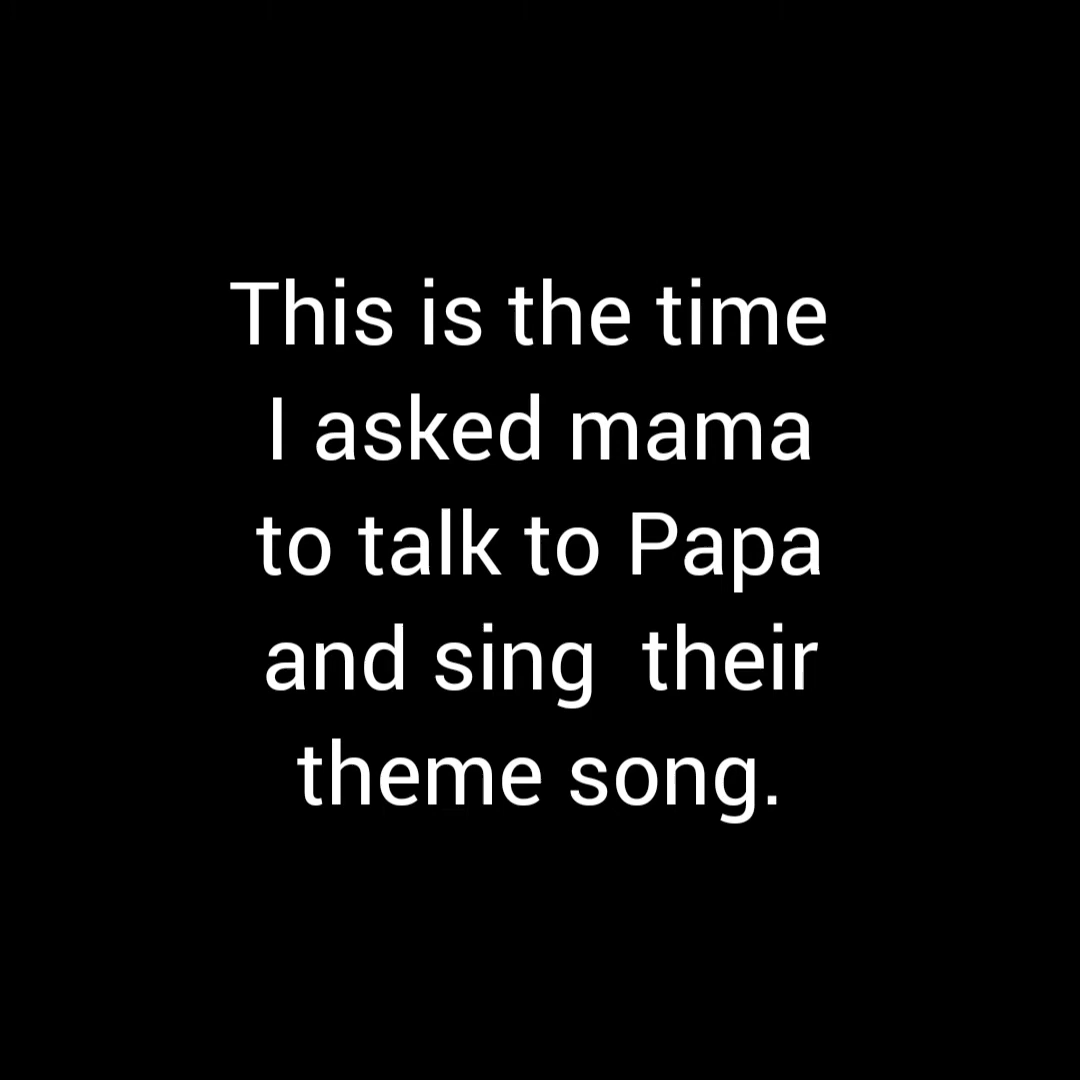 This is the time
I asked mama
to talk to Papa
and sing  their
theme song.